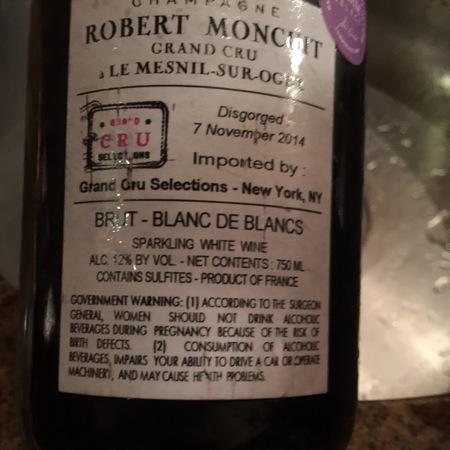 CHAMPAGNE
ROBERT MONCUIT
GRAND CRU
à LE MESNIL-SUR-OGER
GRAND
CRU
SELECTIONS
Disgorged :
7 November 2014
Imported by :
Grand Cru Selections - New York, NY
BRUT - BLANC DE BLANCS
SPARKLING WHITE WINE
ALC. 12% BY VOL. - NET CONTENTS : 750 ML
CONTAINS SULFITES - PRODUCT OF FRANCE
GOVERNMENT WARNING: (1) ACCORDING TO THE SURGEON
GENERAL, WOMEN SHOULD NOT DRINK ALCOHOLIC
BEVERAGES DURING PREGNANCY BECAUSE OF THE RISK OF
BIRTH DEFECTS. (2) CONSUMPTION OF ALCOHOLIC
BEVERAGES, IMPAIRS YOUR ABILITY TO DRIVE A CAR OR OPERATE
MACHINERY, AND MAY CAUSE HEALTH PROBLEMS.